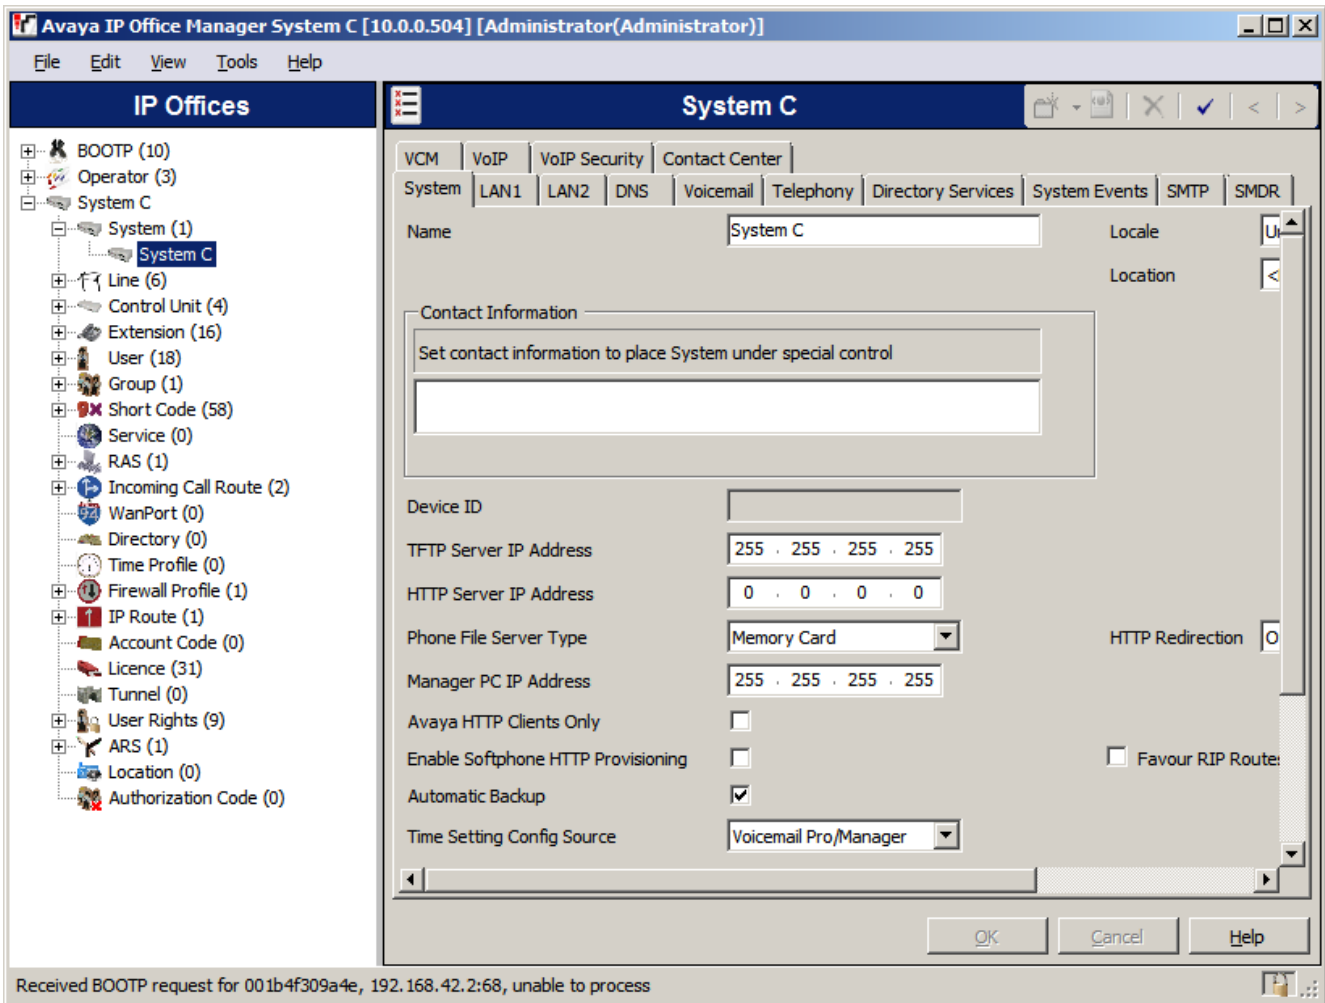 Avaya IP Office Manager System C [10.0.0.504] [Administrator(Administrator)]
File Edit View Tools Help
IP Offices
BOOTP (10)
Operator (3)
System C
System (1)
System C
Line (6)
Control Unit (4)
Extension (16)
User (18)
Group (1)
Short Code (58)
Service (0)
RAS (1)
Incoming Call Route (2)
WanPort (0)
Directory (0)
Time Profile (0)
Firewall Profile (1)
IP Route (1)
Account Code (0)
Licence (31)
Tunnel (0)
User Rights (9)
ARS (1)
Location (0)
Authorization Code (0)
System C
VCM VoIP VoIP Security Contact Center
System LAN1 LAN2 DNS Voicemail Telephony Directory Services System Events SMTP SMDR
Name System C Locale
Location
Contact Information
Set contact information to place System under special control
Device ID
TFTP Server IP Address 255 . 255 . 255 . 255
HTTP Server IP Address 0 . 0 . 0 . 0
Phone File Server Type Memory Card HTTP Redirection
Manager PC IP Address 255 . 255 . 255 . 255
Avaya HTTP Clients Only
Enable Softphone HTTP Provisioning Favour RIP Routes
Automatic Backup
Time Setting Config Source Voicemail Pro/Manager
OK Cancel Help
Received BOOTP request for 001b4f309a4e, 192.168.42.2:68, unable to process